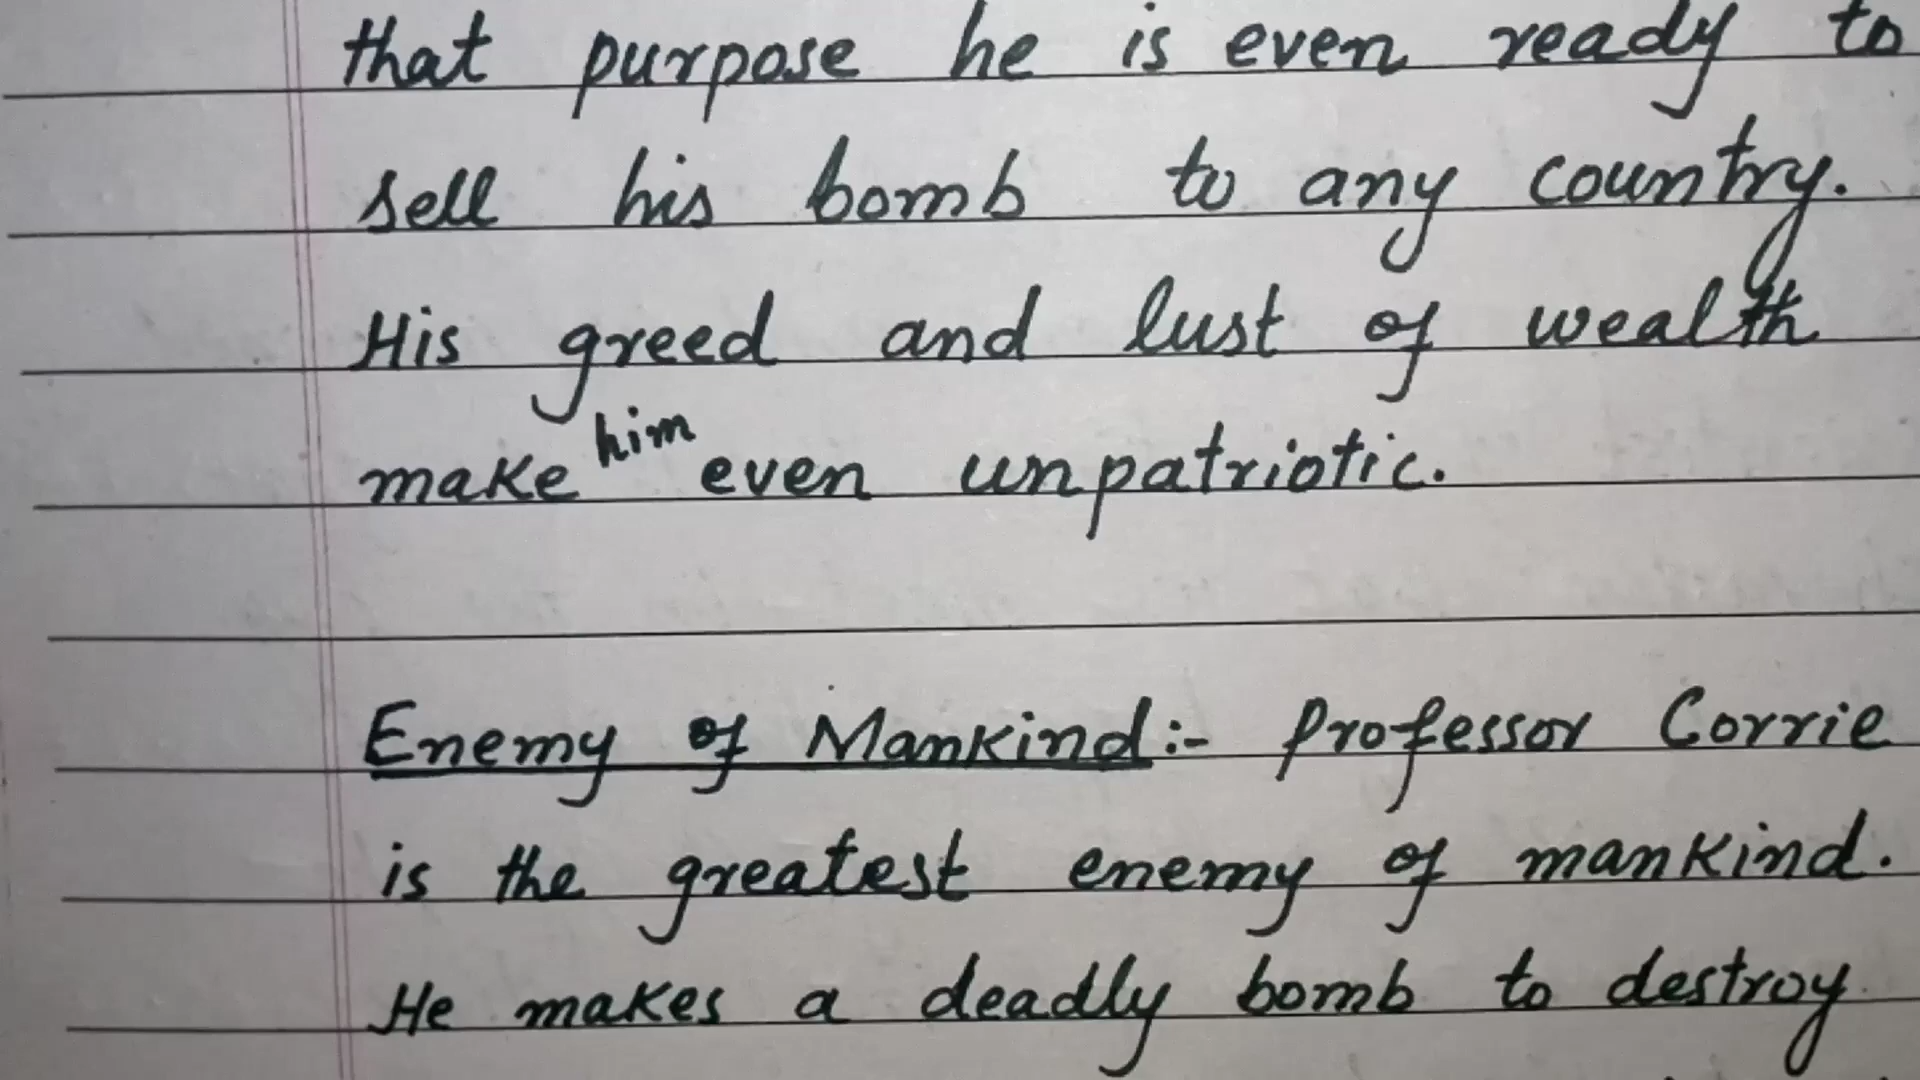 that purpose he is even ready to
sell his bomb to any country.
His greed and lust of wealth
make him even unpatriotic.
Enemy of Mankind:- Professor Corrie
is the greatest enemy of mankind.
He makes a deadly bomb to destroy